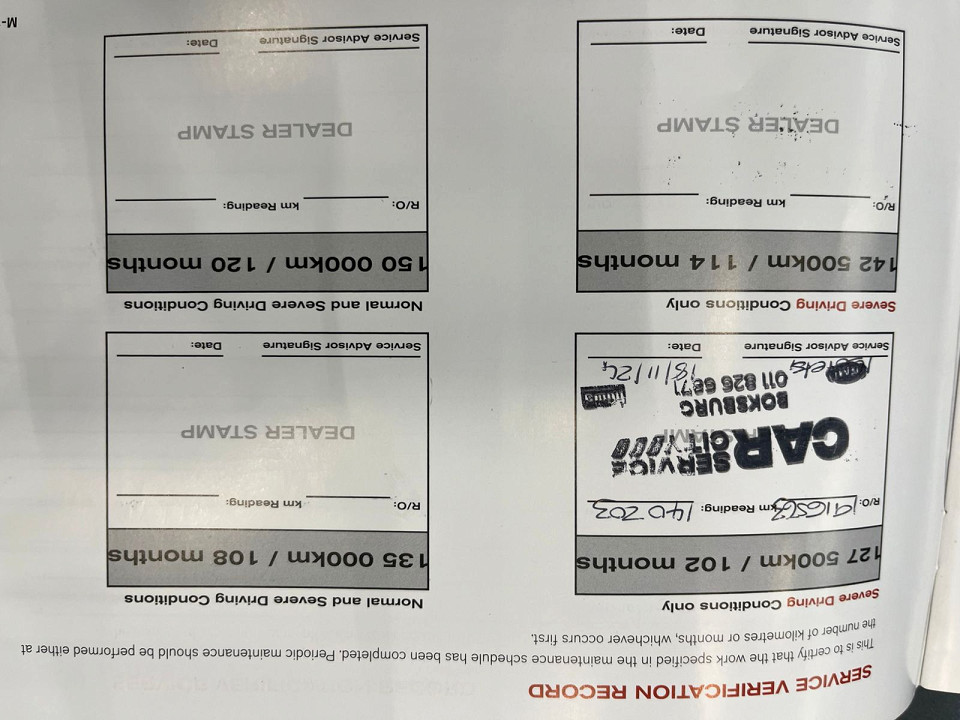 SERVICE VERIFICATION RECORD
This is to certify that the work specified in the maintenance schedule has been completed. Periodic maintenance should be performed either at
the number of kilometres or months, whichever occurs first.
Severe Driving Conditions only
127 500km / 102 months
R/O: km Reading: 140 203
CAR SERVICE CITY
BOKSBURG
011 826 6871
18/11/24
Service Advisor Signature Date:
Normal and Severe Driving Conditions
135 000km / 108 months
R/O: km Reading:
DEALER STAMP
Service Advisor Signature Date:
Severe Driving Conditions only
142 500km / 114 months
R/O: km Reading:
DEALER STAMP
Service Advisor Signature Date:
Normal and Severe Driving Conditions
150 000km / 120 months
R/O: km Reading:
DEALER STAMP
Service Advisor Signature Date:
M-